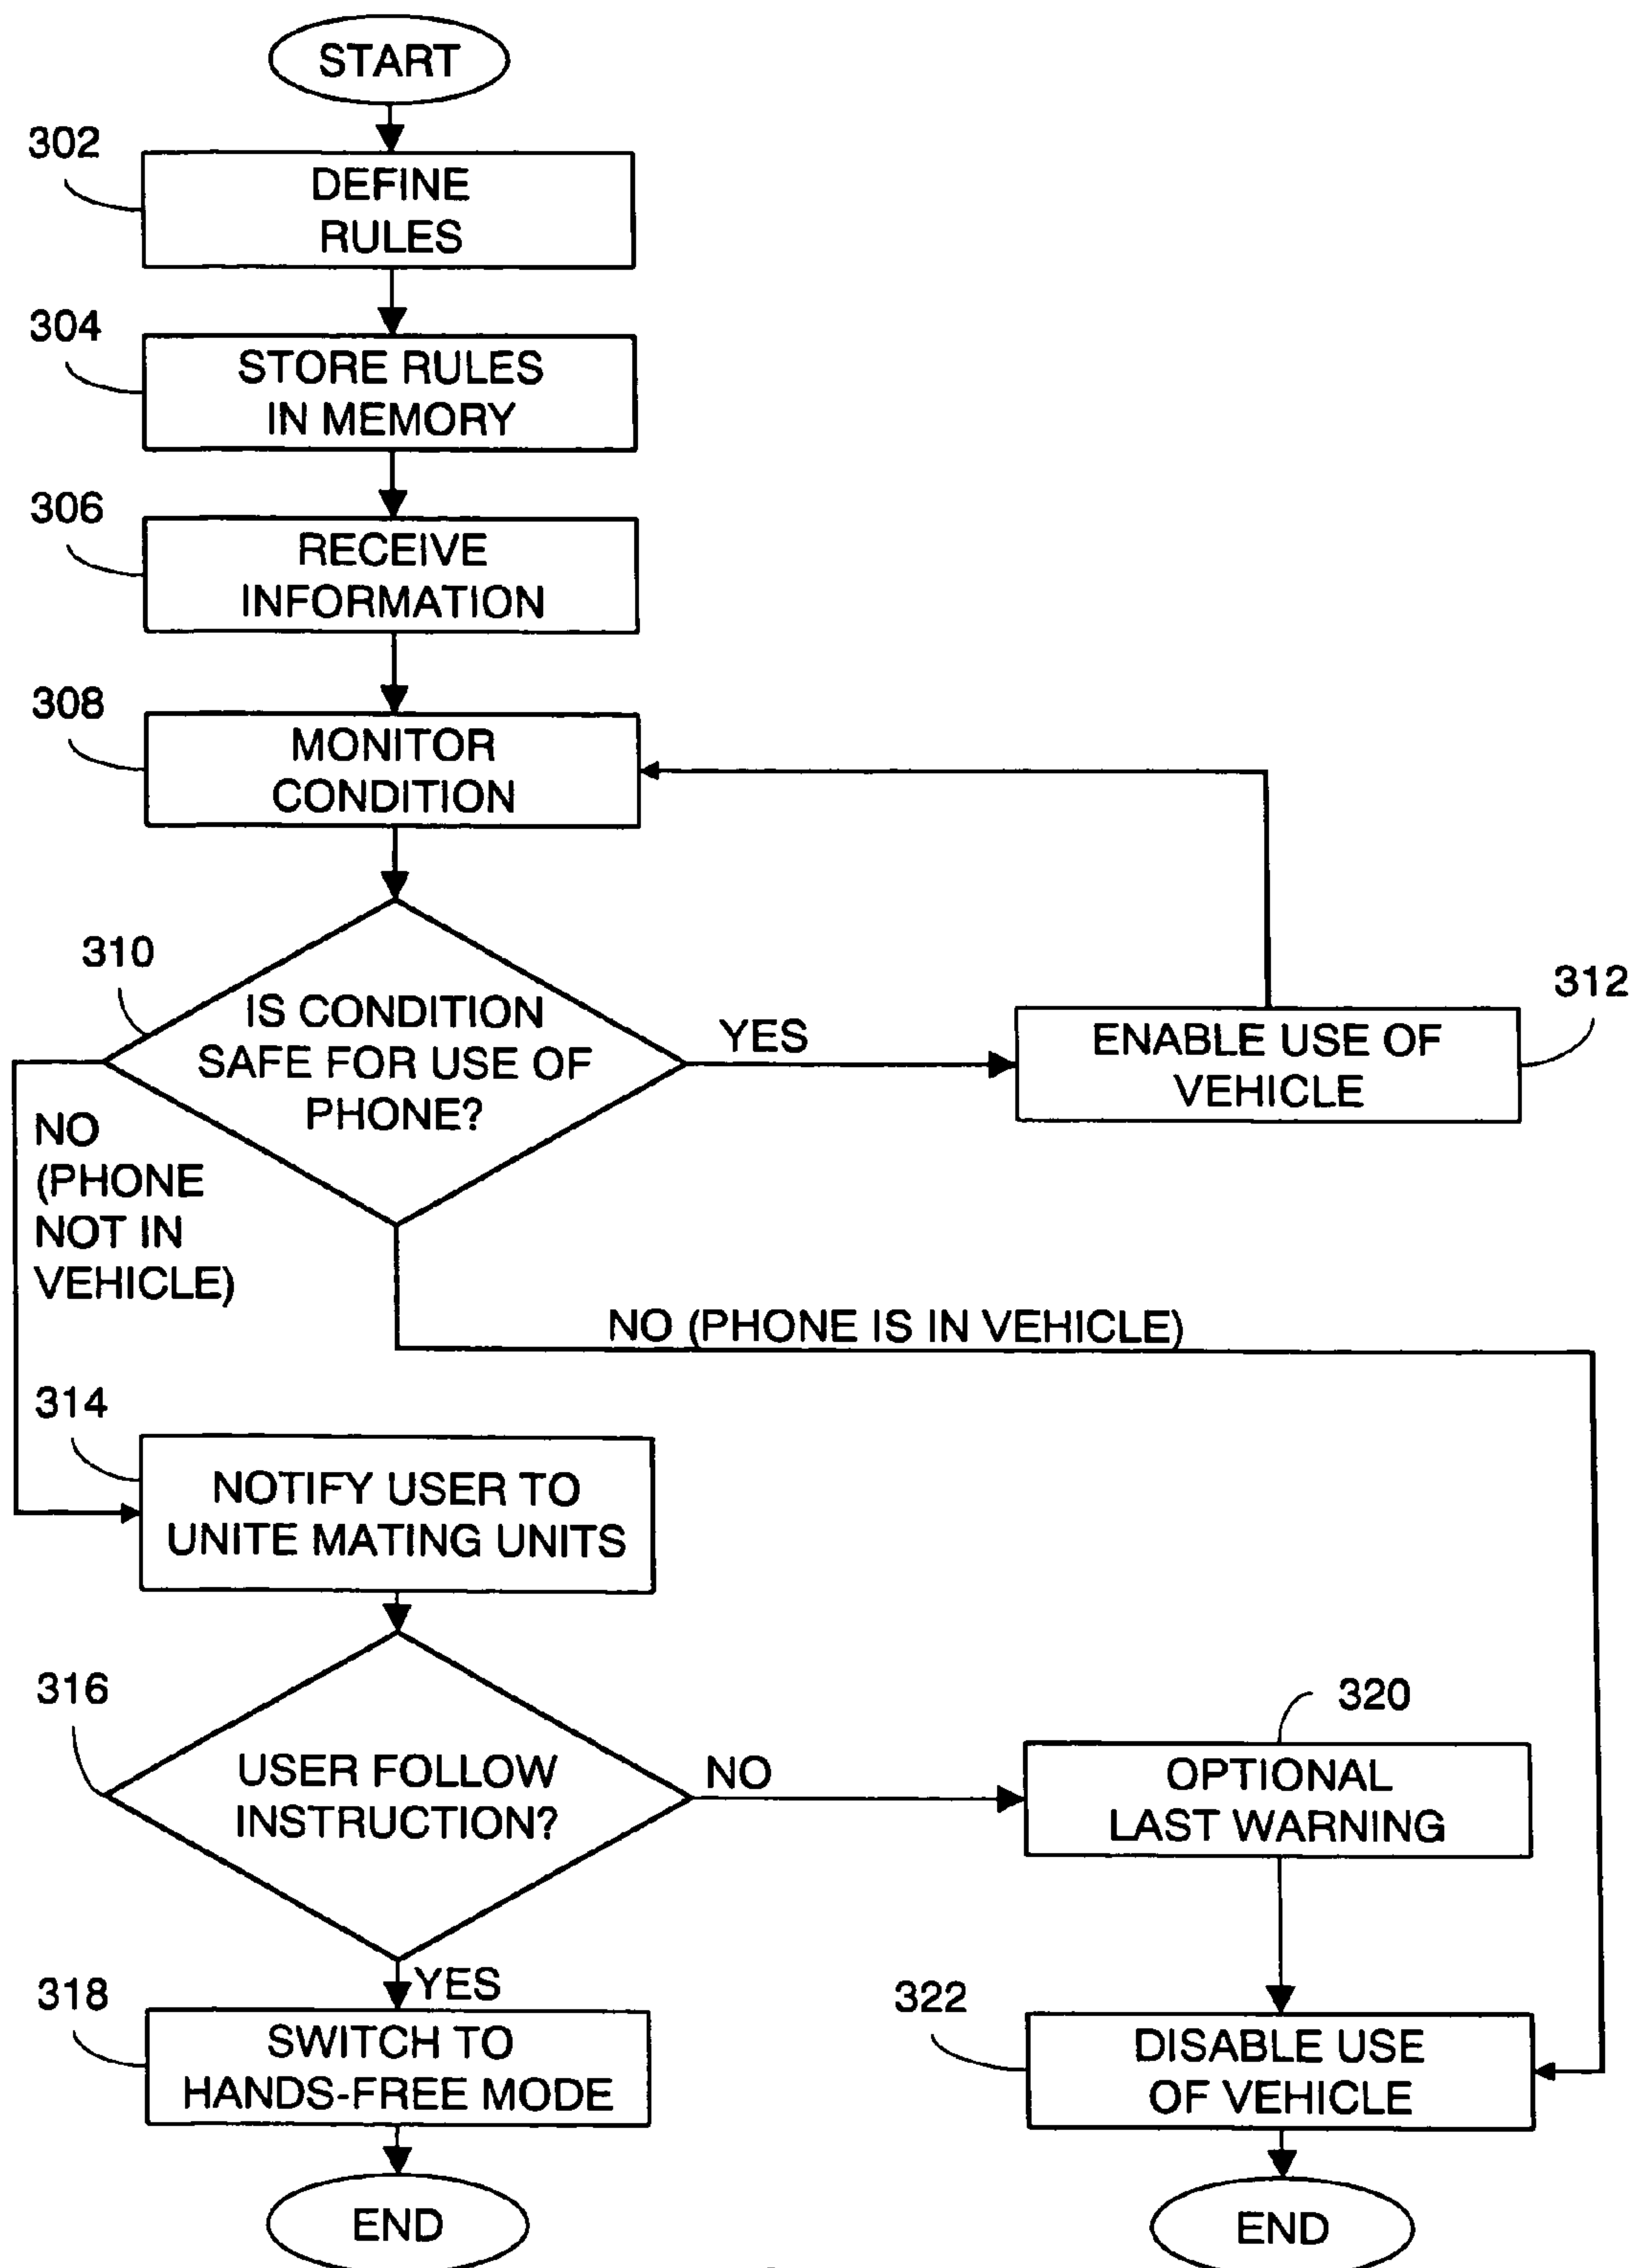 START
302
DEFINE
RULES
304
STORE RULES
IN MEMORY
306
RECEIVE
INFORMATION
308
MONITOR
CONDITION
310
IS CONDITION
SAFE FOR USE OF
PHONE?
YES
312
ENABLE USE OF
VEHICLE
NO
(PHONE
NOT IN
VEHICLE)
NO (PHONE IS IN VEHICLE)
314
NOTIFY USER TO
UNITE MATING UNITS
316
USER FOLLOW
INSTRUCTION?
NO
320
OPTIONAL
LAST WARNING
YES
318
SWITCH TO
HANDS-FREE MODE
322
DISABLE USE
OF VEHICLE
END
END